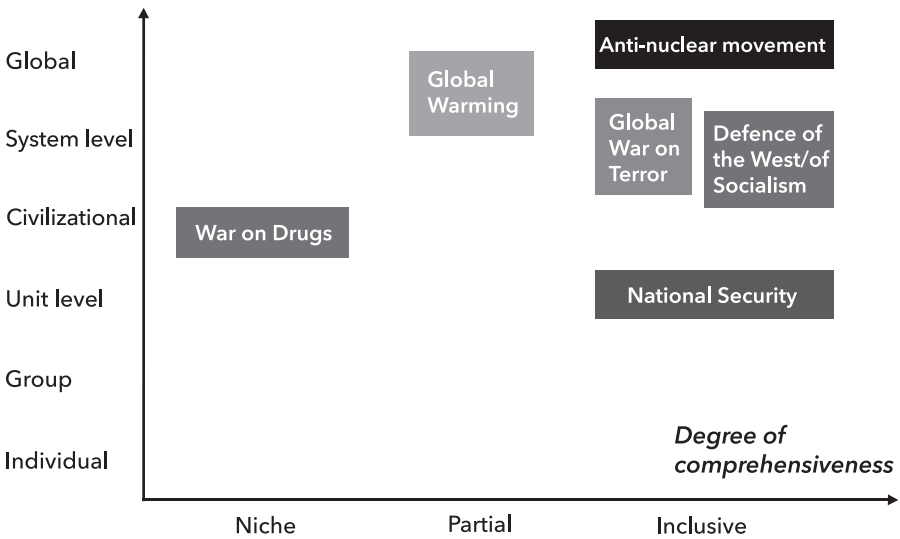 Global
System level
Civilizational
Unit level
Group
Individual
Anti-nuclear movement
Global
Warming
Global
War on
Terror
Defence of
the West/of
Socialism
War on Drugs
National Security
Degree of
comprehensiveness
Niche
Partial
Inclusive